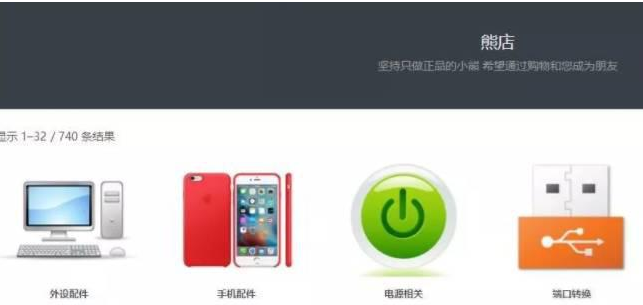 熊店
坚持只做正品的小熊 希望通过购物和您成为朋友
显示 1–32 / 740 条结果
外设配件
手机配件
电源相关
端口转换